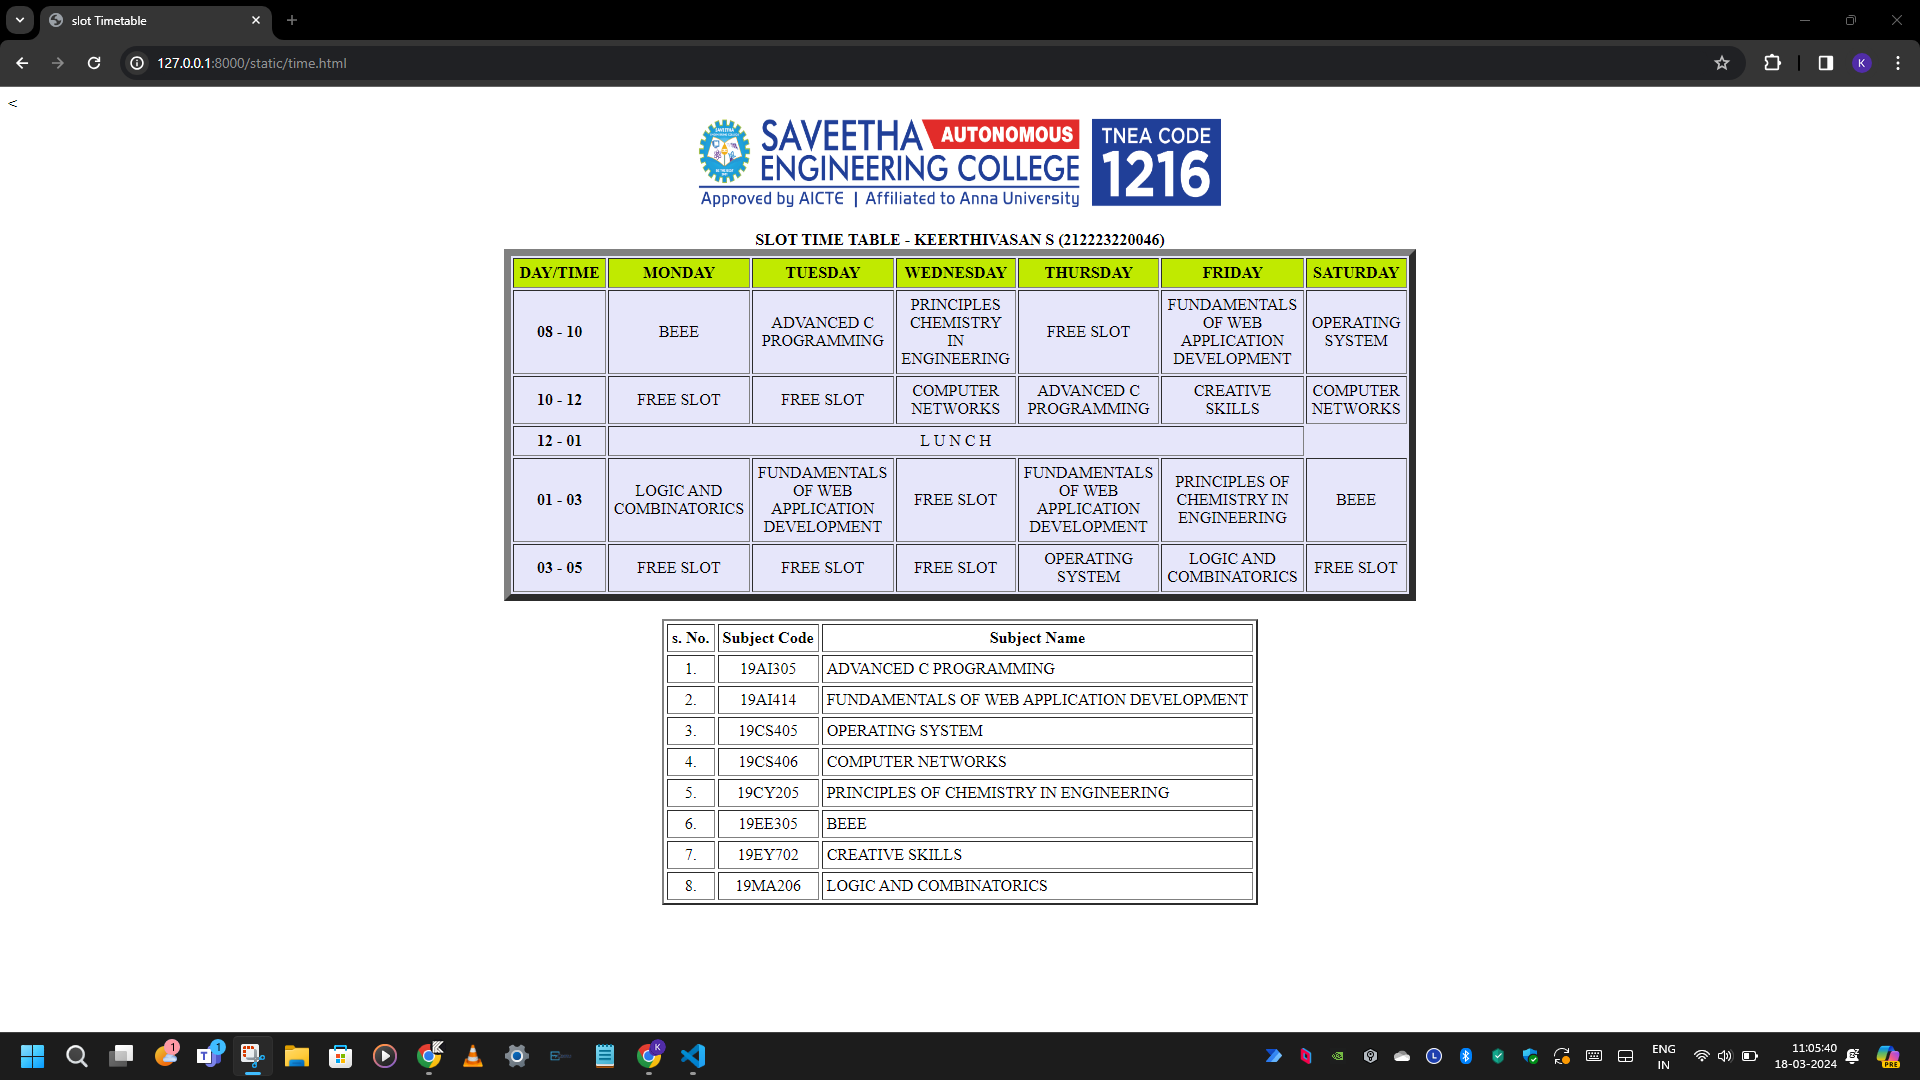 slot Timetable
127.0.0.1:8000/static/time.html
K
<
SAVEETHA AUTONOMOUS
ENGINEERING COLLEGE
Approved by AICTE | Affiliated to Anna University
TNEA CODE
1216
SLOT TIME TABLE - KEERTHIVASAN S (212223220046)
DAY/TIME MONDAY TUESDAY WEDNESDAY THURSDAY FRIDAY SATURDAY
08 - 10
BEEE
ADVANCED C
PROGRAMMING
PRINCIPLES
CHEMISTRY
IN
ENGINEERING
FREE SLOT
FUNDAMENTALS
OF WEB
APPLICATION
DEVELOPMENT
OPERATING
SYSTEM
10 - 12
FREE SLOT
FREE SLOT
COMPUTER
NETWORKS
ADVANCED C
PROGRAMMING
CREATIVE
SKILLS
COMPUTER
NETWORKS
12 - 01
L U N C H
01 - 03
LOGIC AND
COMBINATORICS
FUNDAMENTALS
OF WEB
APPLICATION
DEVELOPMENT
FREE SLOT
FUNDAMENTALS
OF WEB
APPLICATION
DEVELOPMENT
PRINCIPLES OF
CHEMISTRY IN
ENGINEERING
BEEE
03 - 05
FREE SLOT
FREE SLOT
FREE SLOT
OPERATING
SYSTEM
LOGIC AND
COMBINATORICS
FREE SLOT
s. No. Subject Code Subject Name
1. 19AI305 ADVANCED C PROGRAMMING
2. 19AI414 FUNDAMENTALS OF WEB APPLICATION DEVELOPMENT
3. 19CS405 OPERATING SYSTEM
4. 19CS406 COMPUTER NETWORKS
5. 19CY205 PRINCIPLES OF CHEMISTRY IN ENGINEERING
6. 19EE305 BEEE
7. 19EY702 CREATIVE SKILLS
8. 19MA206 LOGIC AND COMBINATORICS
1
1
T
K
L
ENG
IN
11:05:40
18-03-2024
PRE